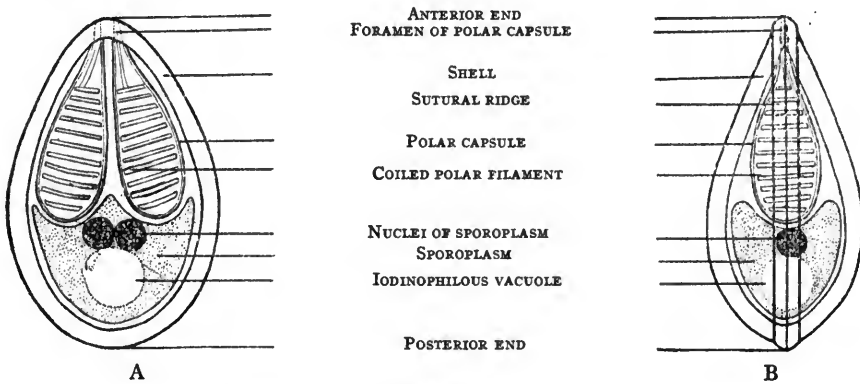 ANTERIOR END
FORAMEN OF POLAR CAPSULE
SHELL
SUTURAL RIDGE
POLAR CAPSULE
COILED POLAR FILAMENT
NUCLEI OF SPOROPLASM
SPOROPLASM
IODINOPHILOUS VACUOLE
POSTERIOR END
A
B